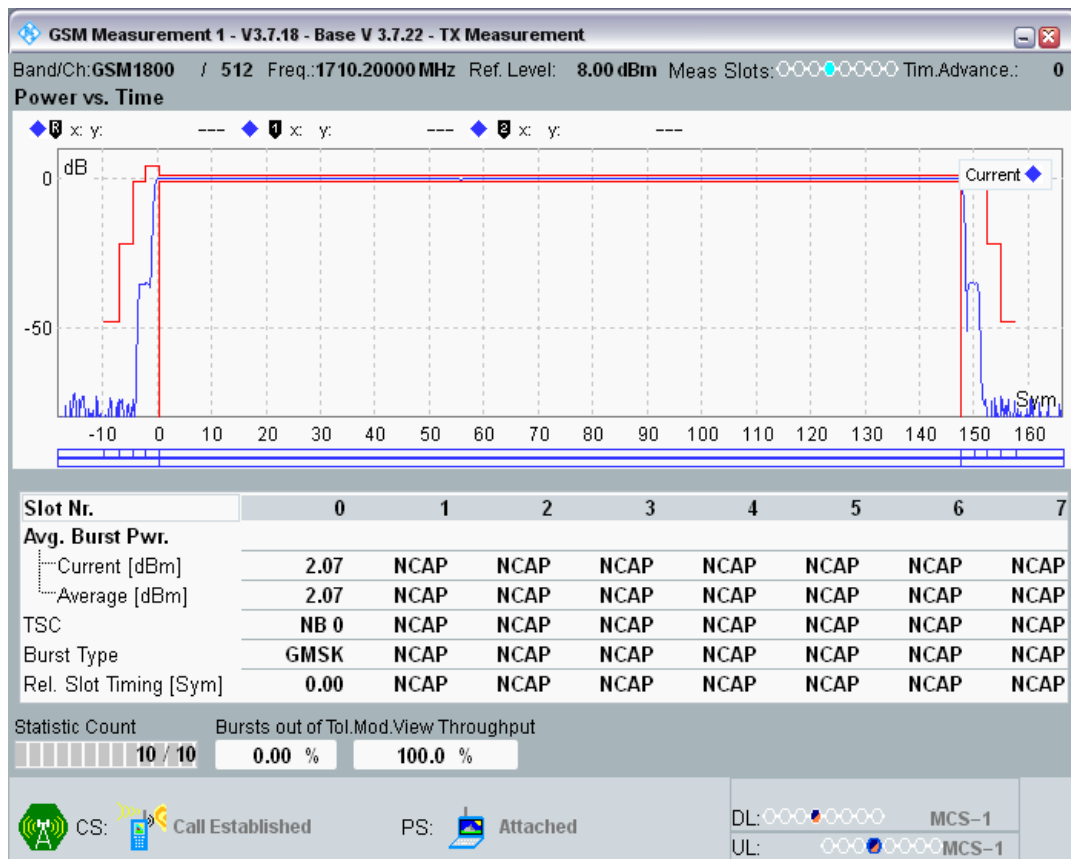 GSM Measurement 1 - V3.7.18 - Base V 3.7.22 - TX Measurement
Band/Ch:GSM1800 / 512 Freq.:1710.20000 MHz Ref. Level: 8.00 dBm Meas Slots: Tim.Advance.: 0
Power vs. Time
R x: y: --- 1 x: y: --- 2 x: y: ---
dB
0
Current
-50
Sym
-10 0 10 20 30 40 50 60 70 80 90 100 110 120 130 140 150 160
Slot Nr. 0 1 2 3 4 5 6 7
Avg. Burst Pwr.
Current [dBm] 2.07 NCAP NCAP NCAP NCAP NCAP NCAP NCAP
Average [dBm] 2.07 NCAP NCAP NCAP NCAP NCAP NCAP NCAP
TSC NB 0 NCAP NCAP NCAP NCAP NCAP NCAP NCAP
Burst Type GMSK NCAP NCAP NCAP NCAP NCAP NCAP NCAP
Rel. Slot Timing [Sym] 0.00 NCAP NCAP NCAP NCAP NCAP NCAP NCAP
Statistic Count Bursts out of Tol.Mod.View Throughput
10 / 10 0.00 % 100.0 %
CS: Call Established PS: Attached DL: MCS-1
UL: MCS-1